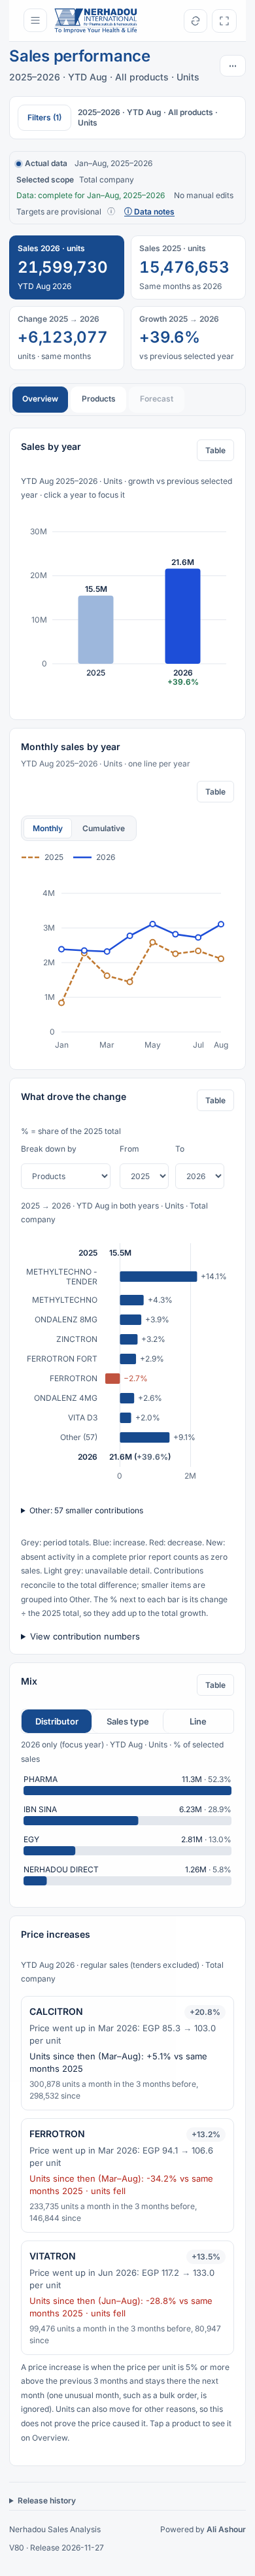 NERHADOU
INTERNATIONAL
To Improve Your Health & Life
Sales performance
2025–2026 · YTD Aug · All products · Units
Filters (1)
2025–2026 · YTD Aug · All products ·
Units
Actual data Jan–Aug, 2025–2026
Selected scope Total company
Data: complete for Jan–Aug, 2025–2026 No manual edits
Targets are provisional ⓘ ⓘ Data notes
Sales 2026 · units
21,599,730
YTD Aug 2026
Sales 2025 · units
15,476,653
Same months as 2026
Change 2025 → 2026
+6,123,077
units · same months
Growth 2025 → 2026
+39.6%
vs previous selected year
Overview
Products
Forecast
Sales by year
Table
YTD Aug 2025–2026 · Units · growth vs previous selected
year · click a year to focus it
30M
20M
10M
0
15.5M
21.6M
2025
2026
+39.6%
Monthly sales by year
YTD Aug 2025–2026 · Units · one line per year
Table
Monthly
Cumulative
2025
2026
4M
3M
2M
1M
0
Jan
Mar
May
Jul
Aug
What drove the change
Table
% = share of the 2025 total
Break down by
From
To
Products
2025
2026
2025 → 2026 · YTD Aug in both years · Units · Total
company
2025 15.5M
METHYLTECHNO -
TENDER
+14.1%
METHYLTECHNO +4.3%
ONDALENZ 8MG +3.9%
ZINCTRON +3.2%
FERROTRON FORT +2.9%
FERROTRON −2.7%
ONDALENZ 4MG +2.6%
VITA D3 +2.0%
Other (57) +9.1%
2026 21.6M (+39.6%)
0
2M
Other: 57 smaller contributions
Grey: period totals. Blue: increase. Red: decrease. New:
absent activity in a complete prior report counts as zero
sales. Light grey: unavailable detail. Contributions
reconcile to the total difference; smaller items are
grouped into Other. The % next to each bar is its change
÷ the 2025 total, so they add up to the total growth.
View contribution numbers
Mix
Table
Distributor
Sales type
Line
2026 only (focus year) · YTD Aug · Units · % of selected
sales
PHARMA 11.3M · 52.3%
IBN SINA 6.23M · 28.9%
EGY 2.81M · 13.0%
NERHADOU DIRECT 1.26M · 5.8%
Price increases
YTD Aug 2026 · regular sales (tenders excluded) · Total
company
CALCITRON +20.8%
Price went up in Mar 2026: EGP 85.3 → 103.0
per unit
Units since then (Mar–Aug): +5.1% vs same
months 2025
300,878 units a month in the 3 months before,
298,532 since
FERROTRON +13.2%
Price went up in Mar 2026: EGP 94.1 → 106.6
per unit
Units since then (Mar–Aug): -34.2% vs same
months 2025 · units fell
233,735 units a month in the 3 months before,
146,844 since
VITATRON +13.5%
Price went up in Jun 2026: EGP 117.2 → 133.0
per unit
Units since then (Jun–Aug): -28.8% vs same
months 2025 · units fell
99,476 units a month in the 3 months before, 80,947
since
A price increase is when the price per unit is 5% or more
above the previous 3 months and stays there the next
month (one unusual month, such as a bulk order, is
ignored). Units can also move for other reasons, so this
does not prove the price caused it. Tap a product to see it
on Overview.
Release history
Nerhadou Sales Analysis
Powered by Ali Ashour
V80 · Release 2026-11-27